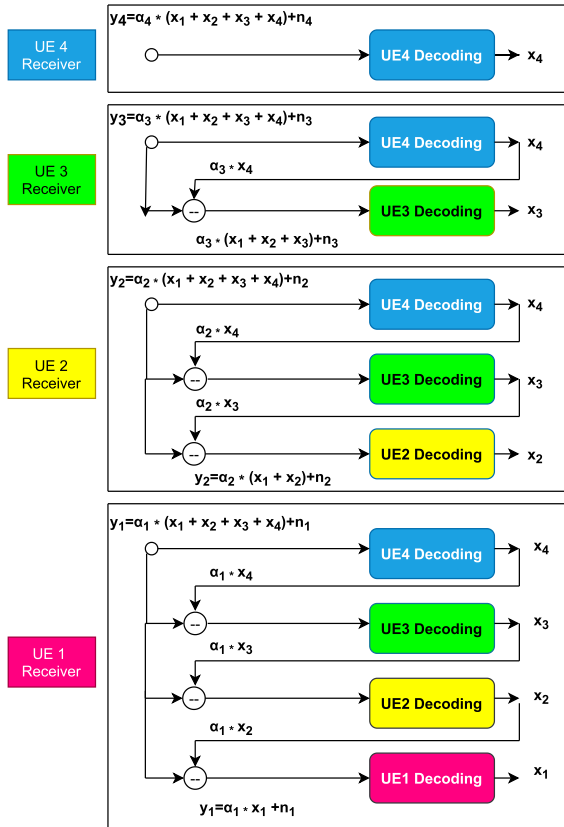 y₄=α₄ * (x₁ + x₂ + x₃ + x₄)+n₄
UE 4
Receiver
UE4 Decoding
x₄
y₃=α₃ * (x₁ + x₂ + x₃ + x₄)+n₃
UE4 Decoding
x₄
UE 3
Receiver
α₃ * x₄
--
UE3 Decoding
x₃
α₃ * (x₁ + x₂ + x₃)+n₃
y₂=α₂ * (x₁ + x₂ + x₃ + x₄)+n₂
UE4 Decoding
x₄
α₂ * x₄
UE 2
Receiver
--
UE3 Decoding
x₃
α₂ * x₃
--
UE2 Decoding
x₂
y₂=α₂ * (x₁ + x₂)+n₂
y₁=α₁ * (x₁ + x₂ + x₃ + x₄)+n₁
UE4 Decoding
x₄
α₁ * x₄
--
UE3 Decoding
x₃
UE 1
Receiver
α₁ * x₃
--
UE2 Decoding
x₂
α₁ * x₂
--
UE1 Decoding
x₁
y₁=α₁ * x₁ +n₁